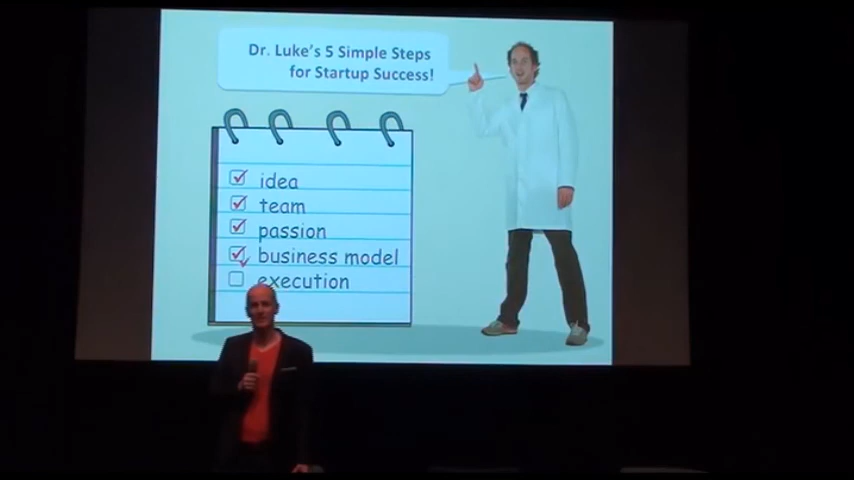 Dr. Luke's 5 Simple Steps
for Startup Success!
idea
team
passion
business model
execution